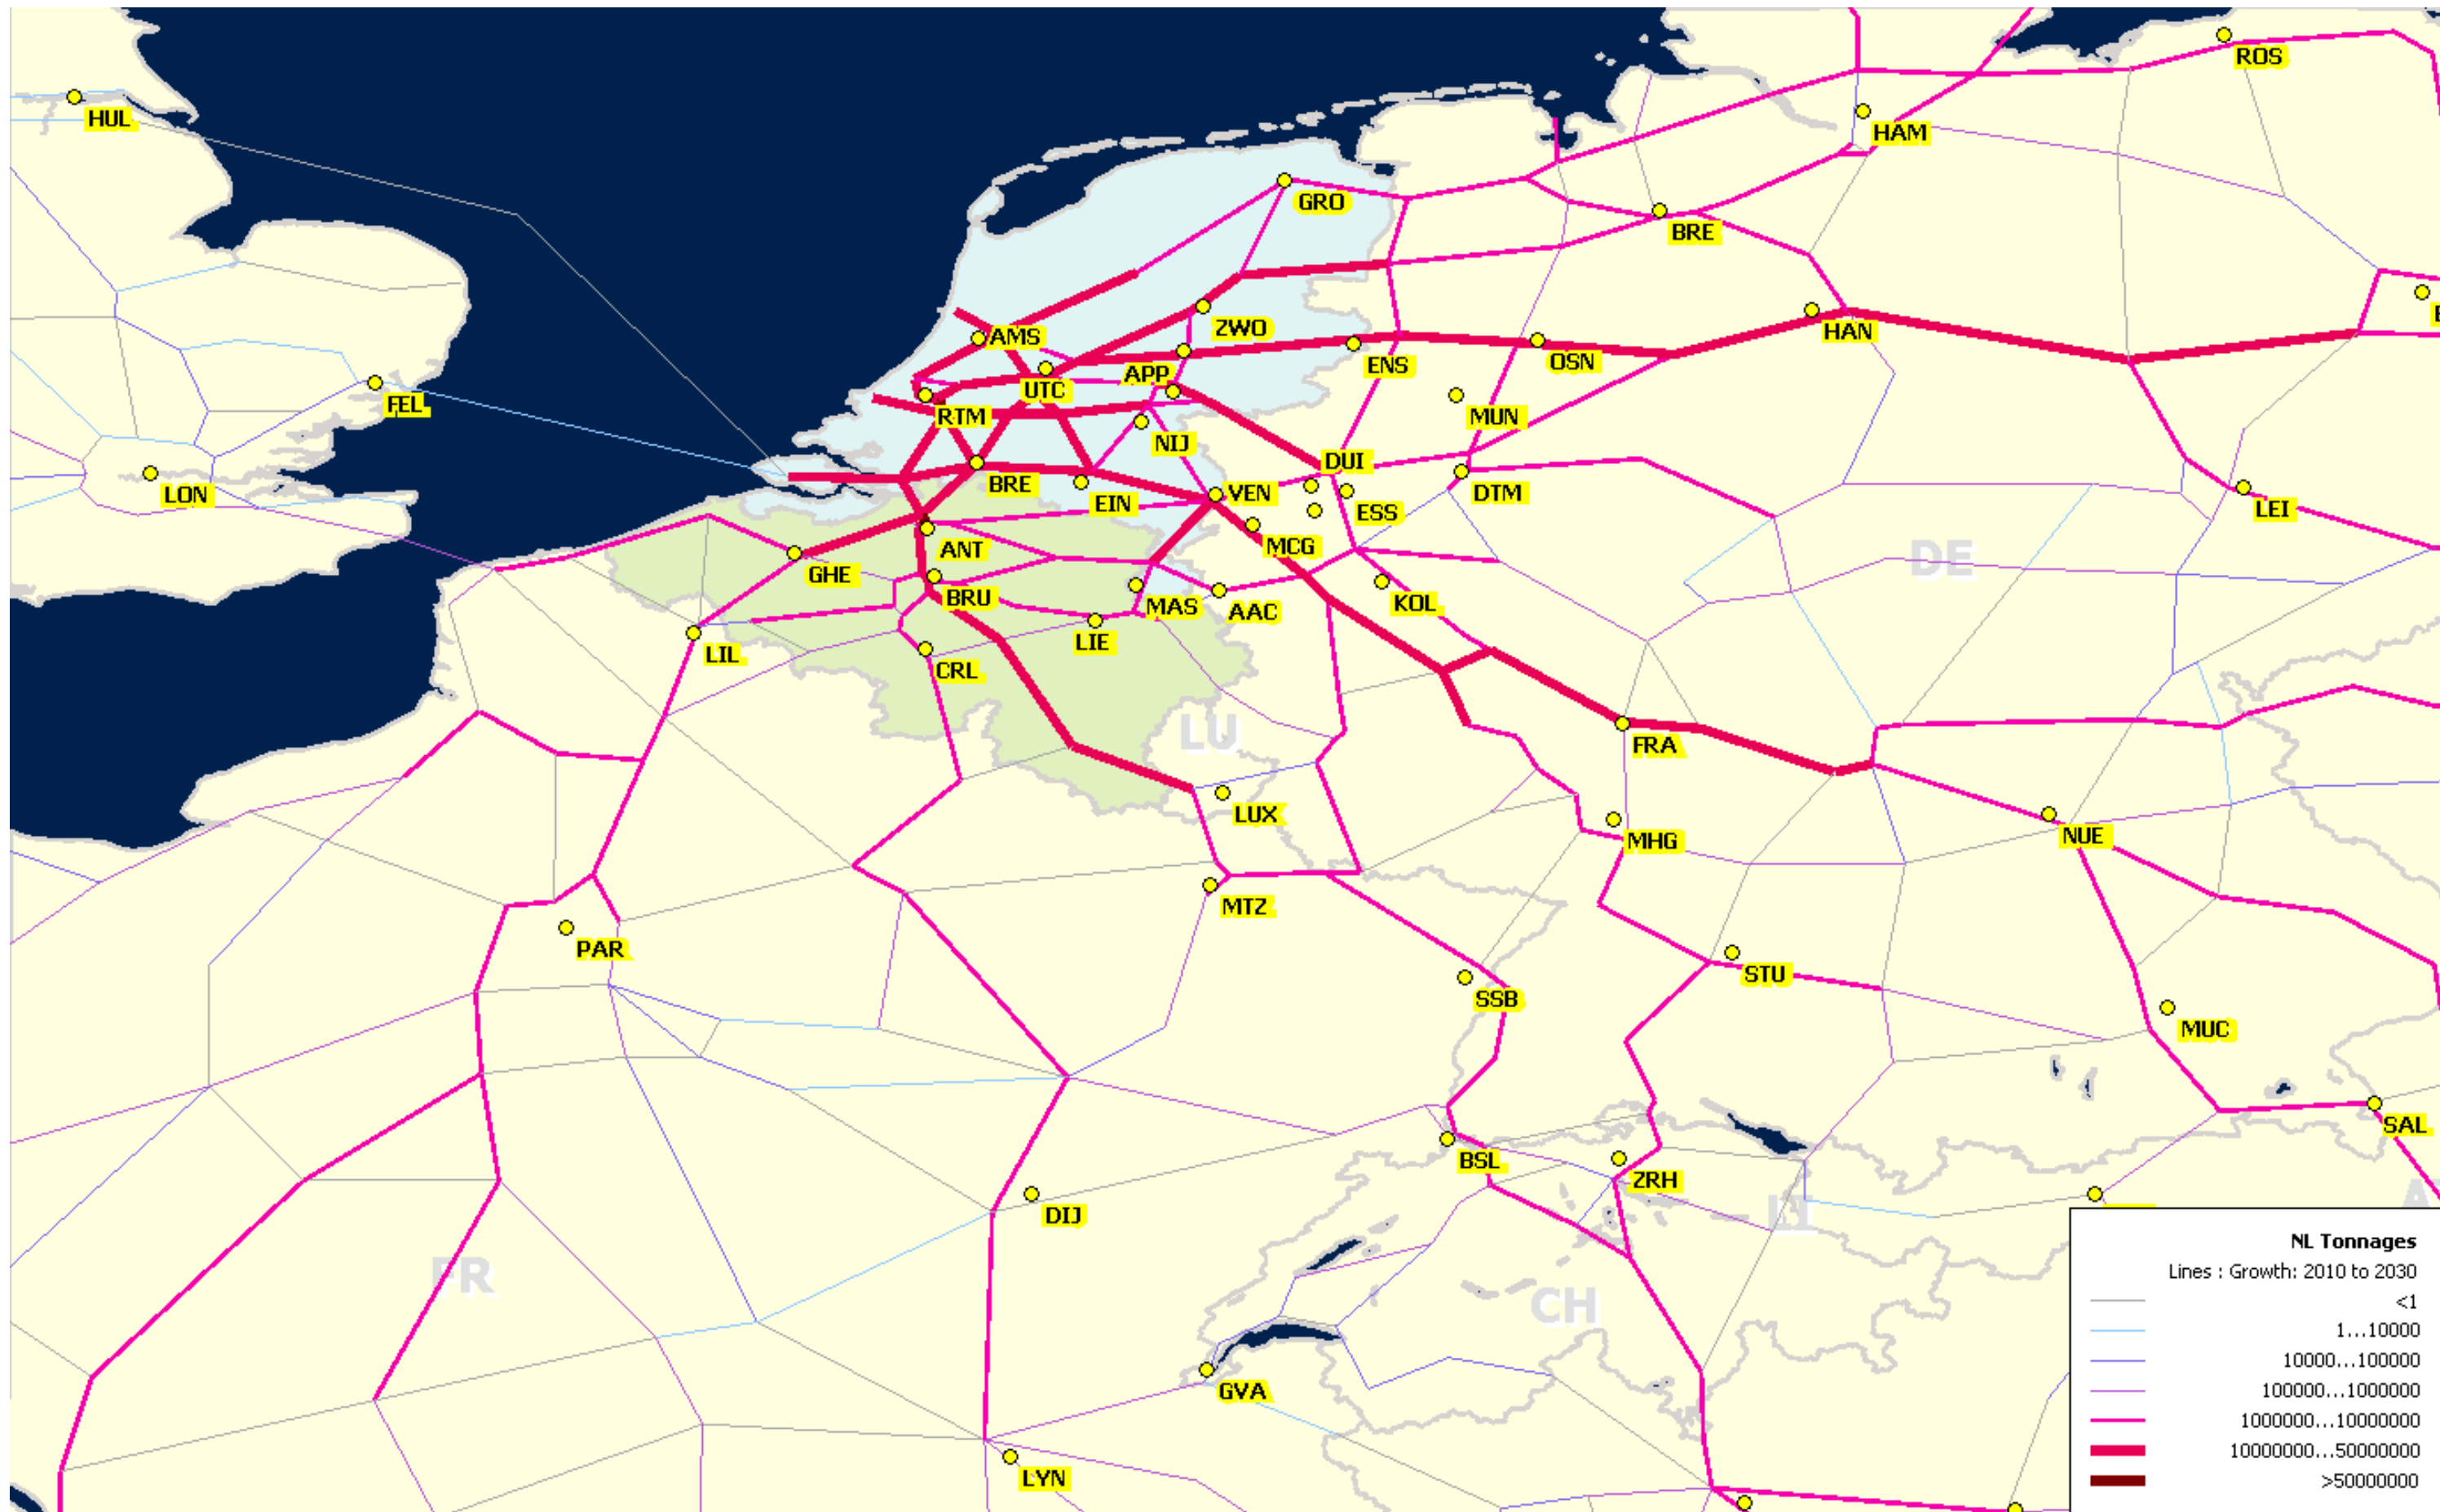 ROS
HUL
HAM
GRO
BRE
AMS
ZWO
HAN
ENS
OSN
APP
UTC
FEL
RTM
MUN
NIJ
DUI
LON
BRE
EIN
VEN
DTM
ESS
LEI
ANT
MCG
DE
GHE
BRU
MAS
AAC
KOL
LIE
LIL
CRL
LU
FRA
LUX
MHG
NUE
MTZ
PAR
STU
SSB
MUC
SAL
BSL
ZRH
DIJ
LI
FR
CH
GVA
LYN
NL Tonnages
Lines : Growth: 2010 to 2030
<1
1...10000
10000...100000
100000...1000000
1000000...10000000
10000000...50000000
>50000000